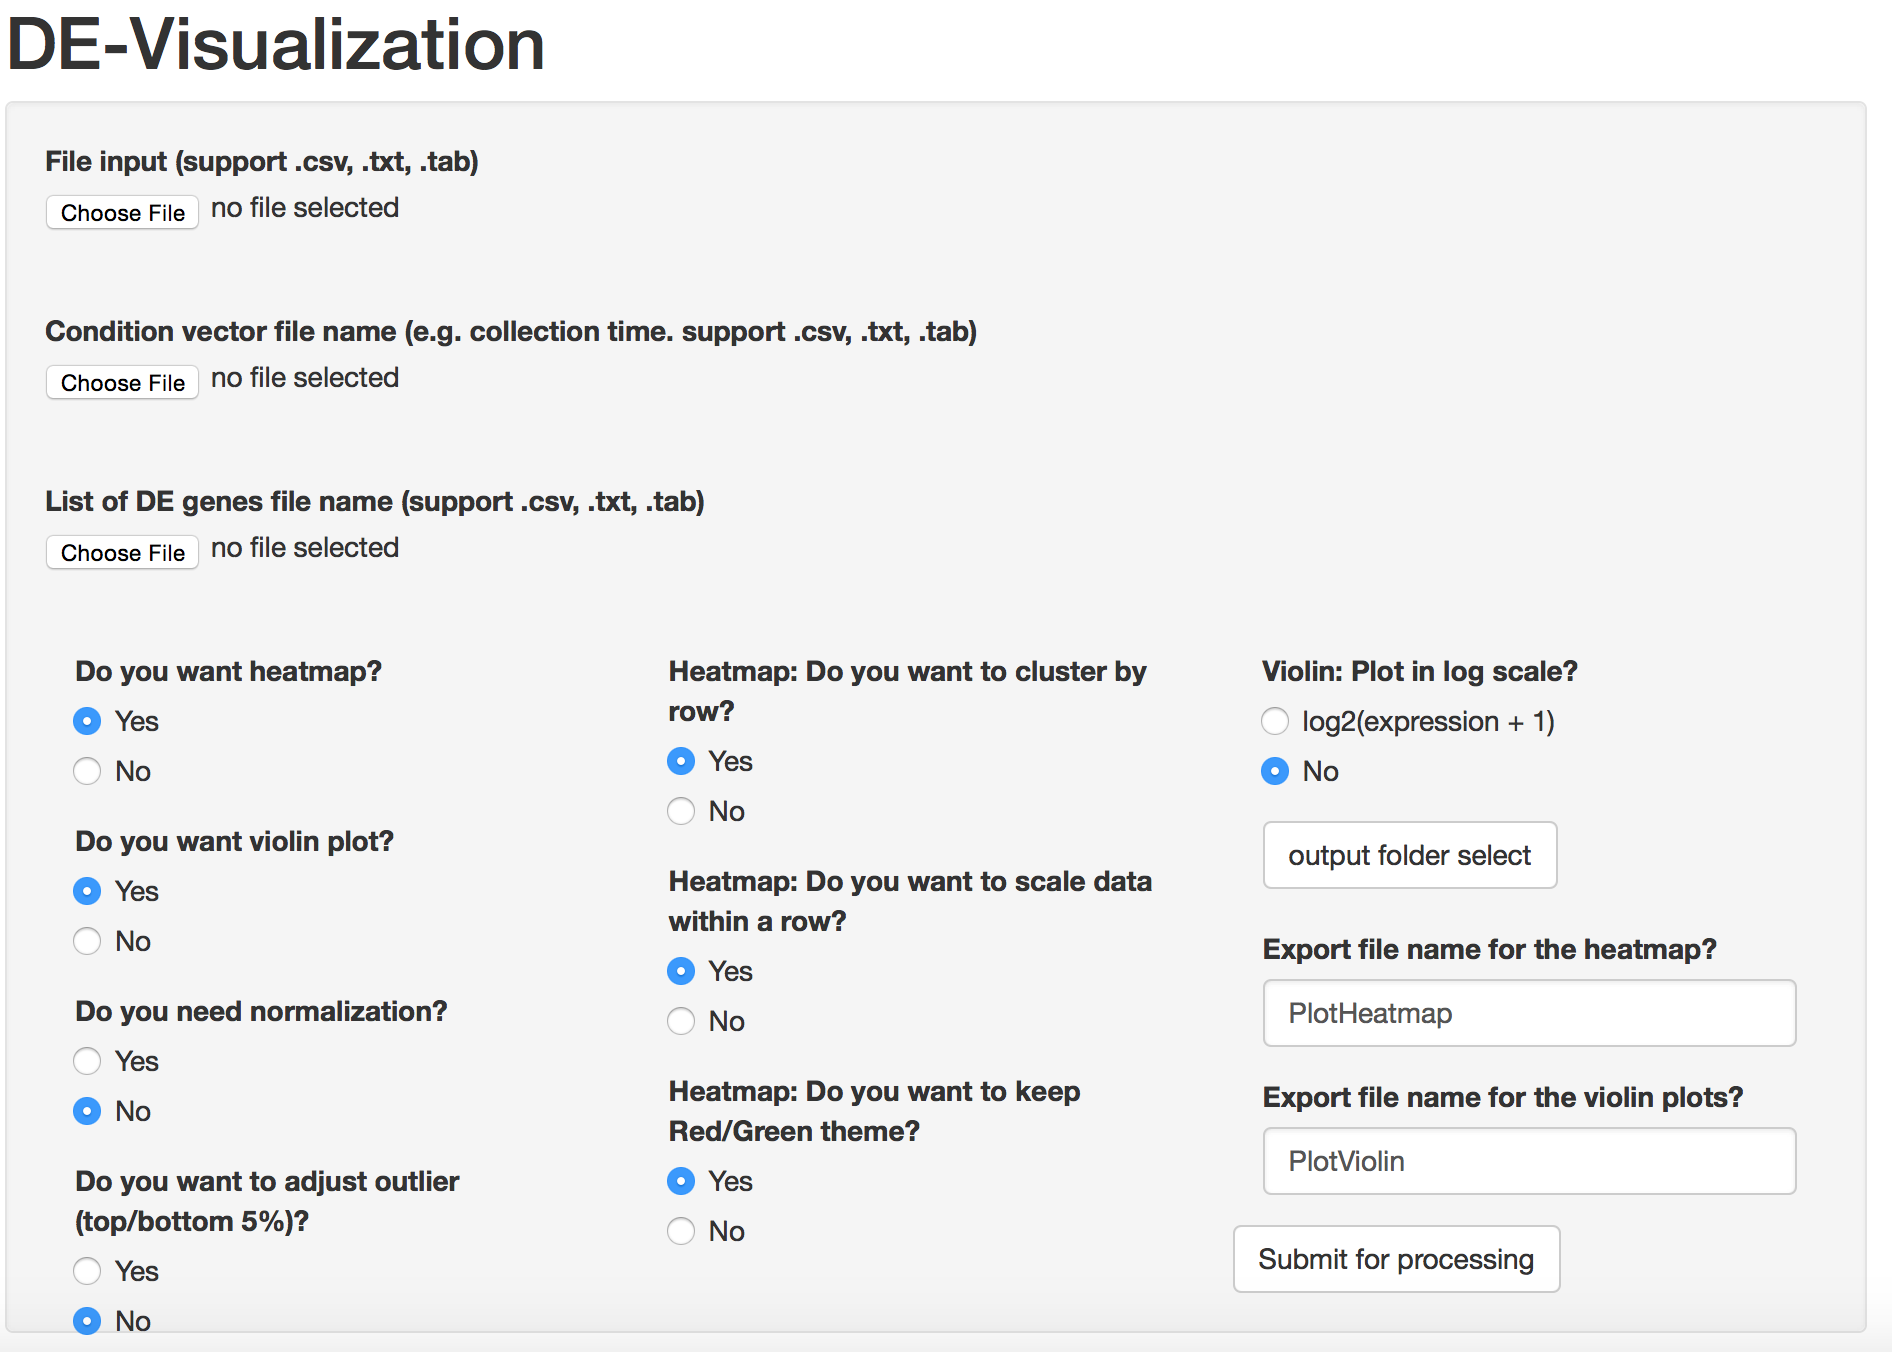 DE-Visualization
File input (support .csv, .txt, .tab)
Choose File no file selected
Condition vector file name (e.g. collection time. support .csv, .txt, .tab)
Choose File no file selected
List of DE genes file name (support .csv, .txt, .tab)
Choose File no file selected
Do you want heatmap?
Yes
No
Do you want violin plot?
Yes
No
Do you need normalization?
Yes
No
Do you want to adjust outlier
(top/bottom 5%)?
Yes
No
Heatmap: Do you want to cluster by
row?
Yes
No
Heatmap: Do you want to scale data
within a row?
Yes
No
Heatmap: Do you want to keep
Red/Green theme?
Yes
No
Violin: Plot in log scale?
log2(expression + 1)
No
output folder select
Export file name for the heatmap?
PlotHeatmap
Export file name for the violin plots?
PlotViolin
Submit for processing